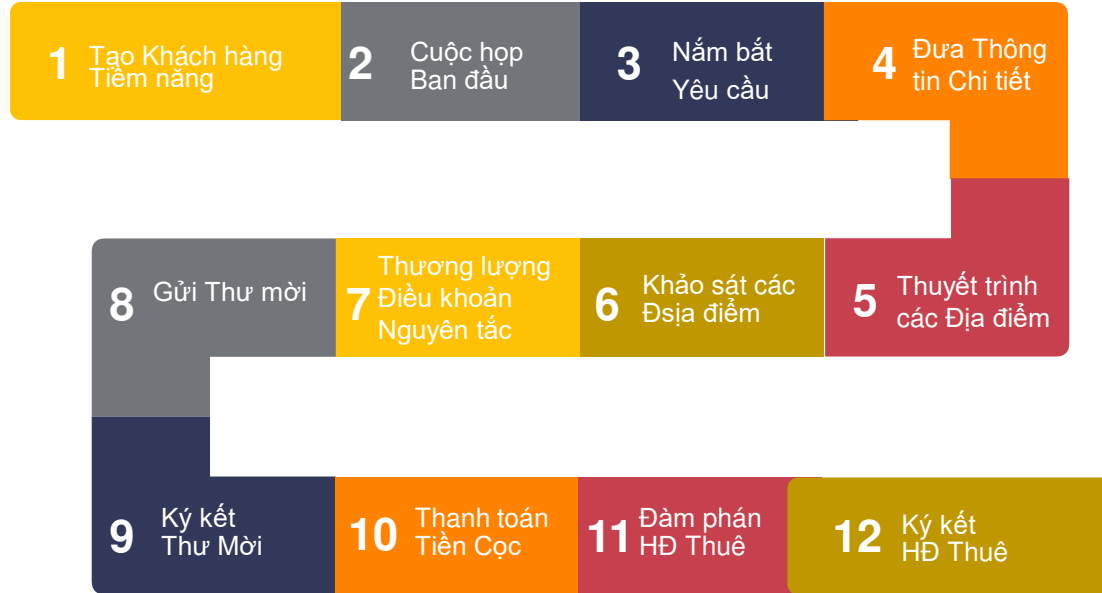 1 Tạo Khách hàng
Tiềm năng
2 Cuộc họp
Ban đầu
3 Nắm bắt
Yêu cầu
4 Đưa Thông
tin Chi tiết
5 Thuyết trình
các Địa điểm
6 Khảo sát các
Đsịa điểm
7 Thương lượng
Điều khoản
Nguyên tắc
8 Gửi Thư mời
9 Ký kết
Thư Mời
10 Thanh toán
Tiền Cọc
11 Đàm phán
HĐ Thuê
12 Ký kết
HĐ Thuê